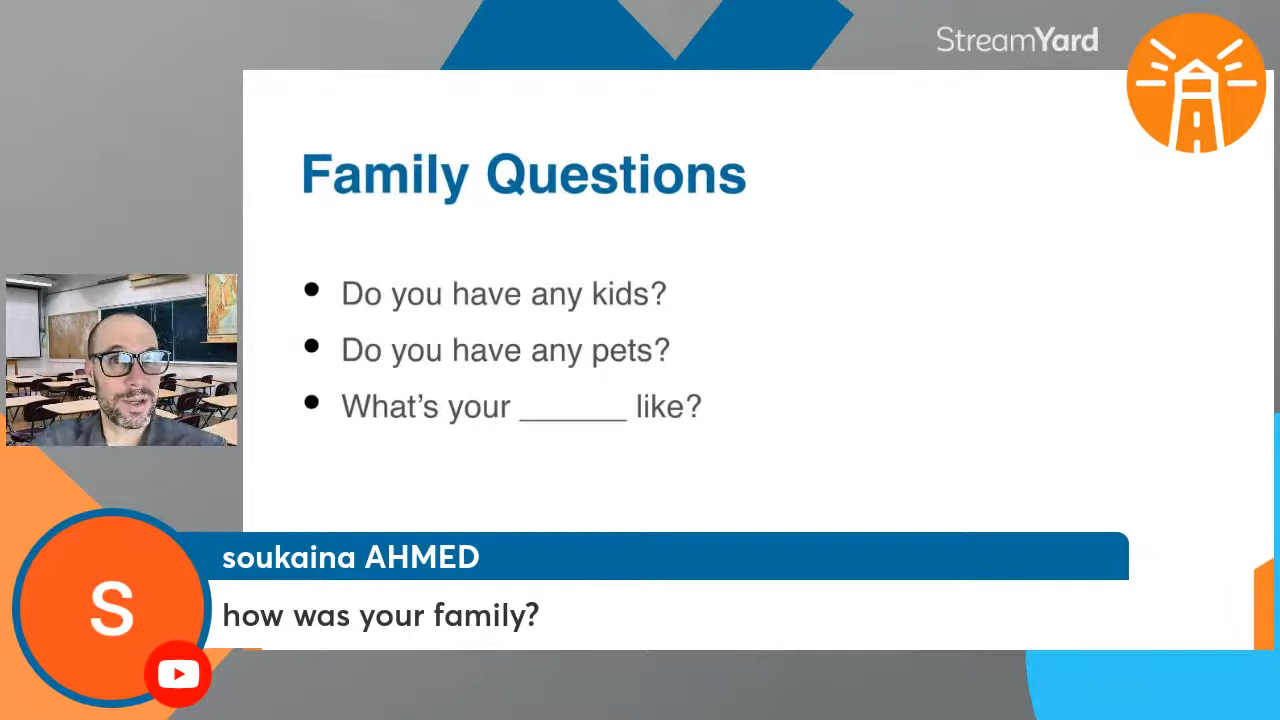 StreamYard
Family Questions
• Do you have any kids?
• Do you have any pets?
• What's your _______ like?
soukaina AHMED
S
how was your family?